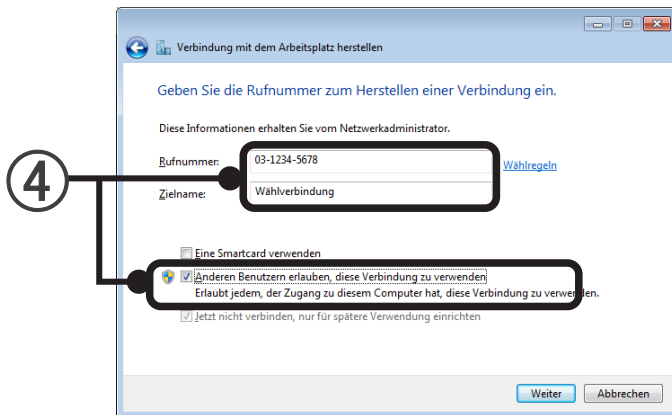 Verbindung mit dem Arbeitsplatz herstellen
Geben Sie die Rufnummer zum Herstellen einer Verbindung ein.
Diese Informationen erhalten Sie vom Netzwerkadministrator.
Rufnummer: 03-1234-5678 Wählregeln
④
Zielname: Wählverbindung
Eine Smartcard verwenden
Anderen Benutzern erlauben, diese Verbindung zu verwenden
Erlaubt jedem, der Zugang zu diesem Computer hat, diese Verbindung zu verwenden.
Jetzt nicht verbinden, nur für spätere Verwendung einrichten
Weiter Abbrechen